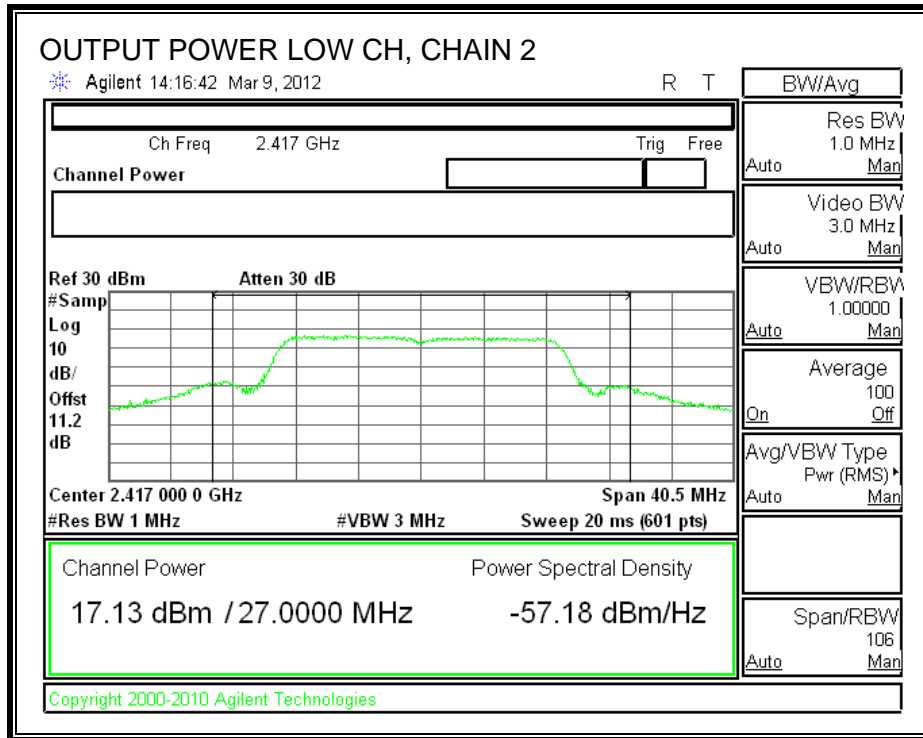 OUTPUT POWER LOW CH, CHAIN 2
Agilent 14:16:42 Mar 9, 2012 R T
Ch Freq 2.417 GHz Trig Free
Channel Power
Ref 30 dBm Atten 30 dB
#Samp
Log
10
dB/
Offst
11.2
dB
Center 2.417 000 0 GHz Span 40.5 MHz
#Res BW 1 MHz #VBW 3 MHz Sweep 20 ms (601 pts)
Channel Power Power Spectral Density
17.13 dBm / 27.0000 MHz -57.18 dBm/Hz
Copyright 2000-2010 Agilent Technologies
BW/Avg
Res BW
1.0 MHz
Auto Man
Video BW
3.0 MHz
Auto Man
VBW/RBW
1.00000
Auto Man
Average
100
On Off
Avg/VBW Type
Pwr (RMS)
Auto Man
Span/RBW
106
Auto Man